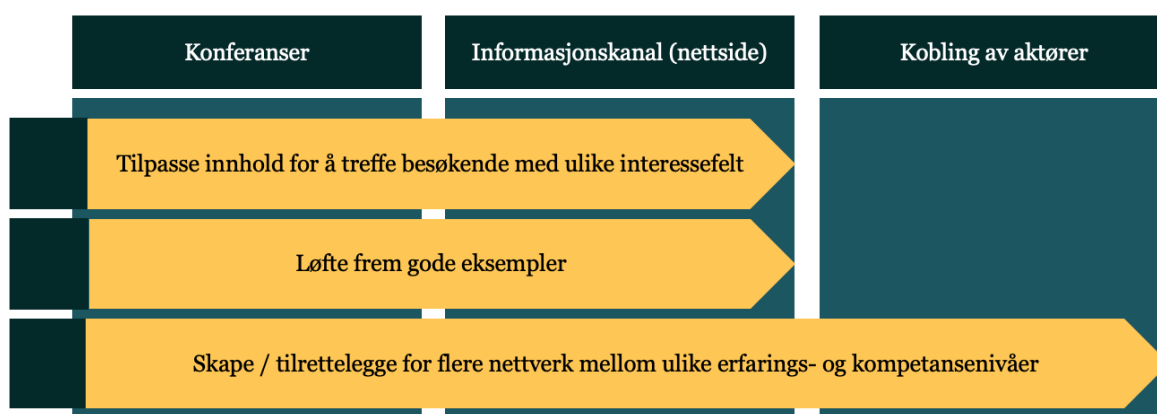 Konferanser
Informasjonskanal (nettside)
Kobling av aktører
Tilpasse innhold for å treffe besøkende med ulike interessefelt
Løfte frem gode eksempler
Skape / tilrettelegge for flere nettverk mellom ulike erfarings- og kompetansenivåer